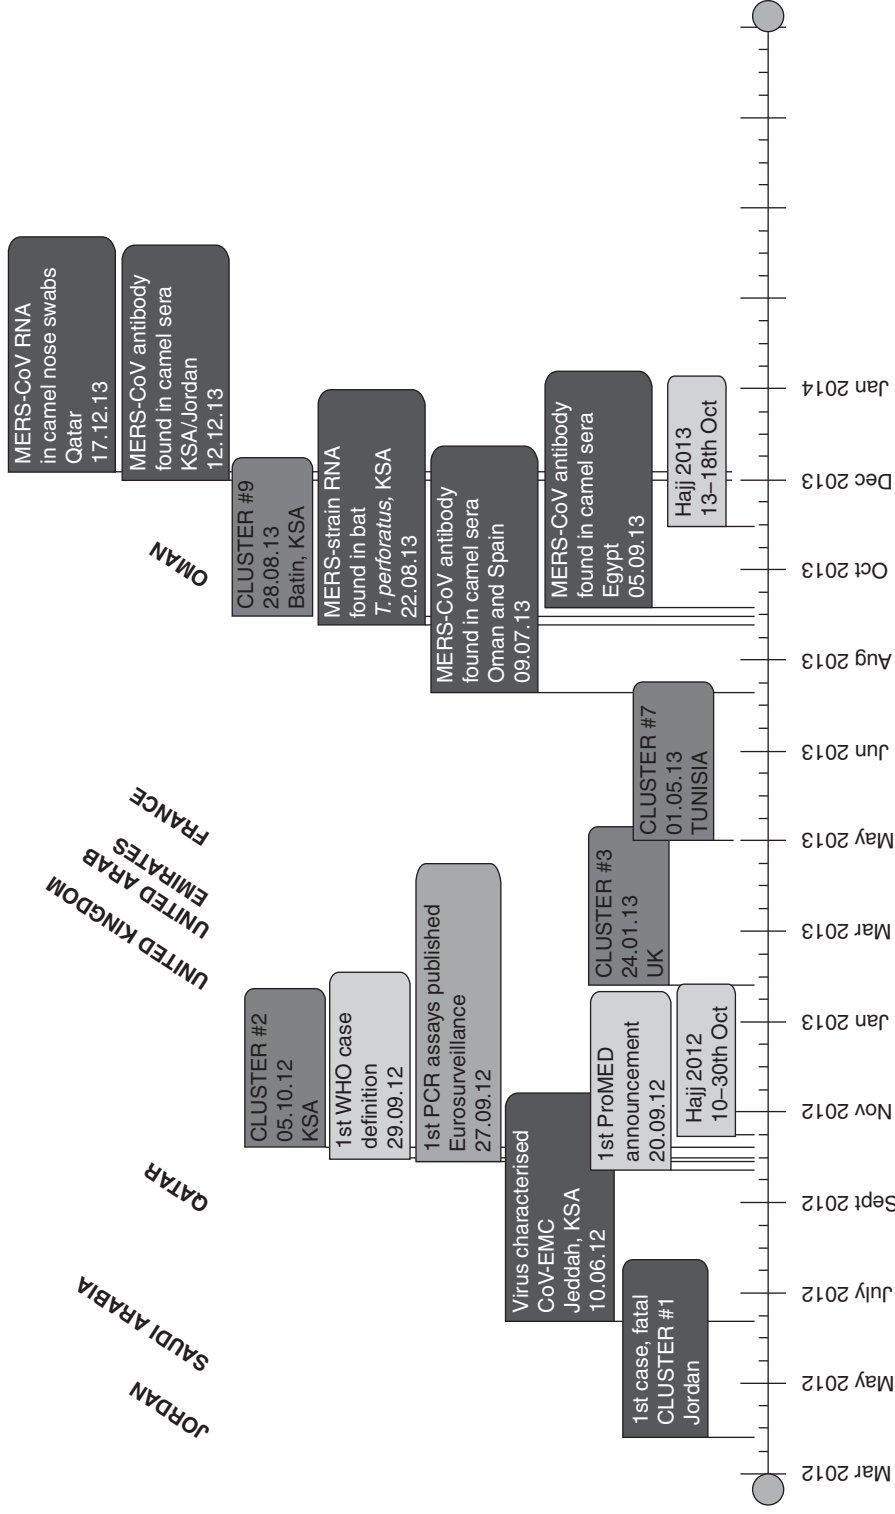 JORDAN
SAUDI ARABIA
QATAR
UNITED KINGDOM
UNITED ARAB
EMIRATES
FRANCE
OMAN
1st case, fatal
CLUSTER #1
Jordan
Virus characterised
CoV-EMC
Jeddah, KSA
10.06.12
1st ProMED
announcement
20.09.12
1st PCR assays published
Eurosurveillance
27.09.12
1st WHO case
definition
29.09.12
CLUSTER #2
05.10.12
KSA
Hajj 2012
10–30th Oct
CLUSTER #3
24.01.13
UK
CLUSTER #7
01.05.13
TUNISIA
MERS-CoV antibody
found in camel sera
Oman and Spain
09.07.13
MERS-strain RNA
found in bat
T. perforatus, KSA
22.08.13
CLUSTER #9
28.08.13
Batin, KSA
MERS-CoV antibody
found in camel sera
Egypt
05.09.13
Hajj 2013
13–18th Oct
MERS-CoV antibody
found in camel sera
KSA/Jordan
12.12.13
MERS-CoV RNA
in camel nose swabs
Qatar
17.12.13
Mar 2012
May 2012
July 2012
Sept 2012
Nov 2012
Jan 2013
Mar 2013
May 2013
Jun 2013
Aug 2013
Oct 2013
Dec 2013
Jan 2014